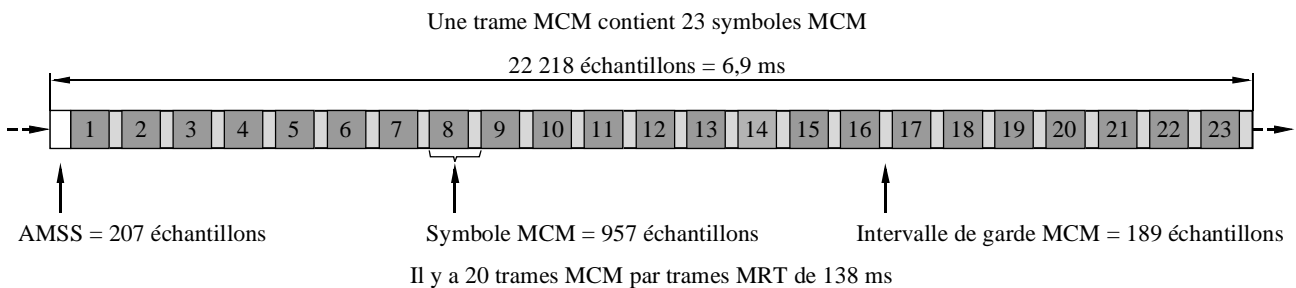 Une trame MCM contient 23 symboles MCM
22 218 échantillons = 6,9 ms
1 2 3 4 5 6 7 8 9 10 11 12 13 14 15 16 17 18 19 20 21 22 23
AMSS = 207 échantillons Symbole MCM = 957 échantillons Intervalle de garde MCM = 189 échantillons
Il y a 20 trames MCM par trames MRT de 138 ms